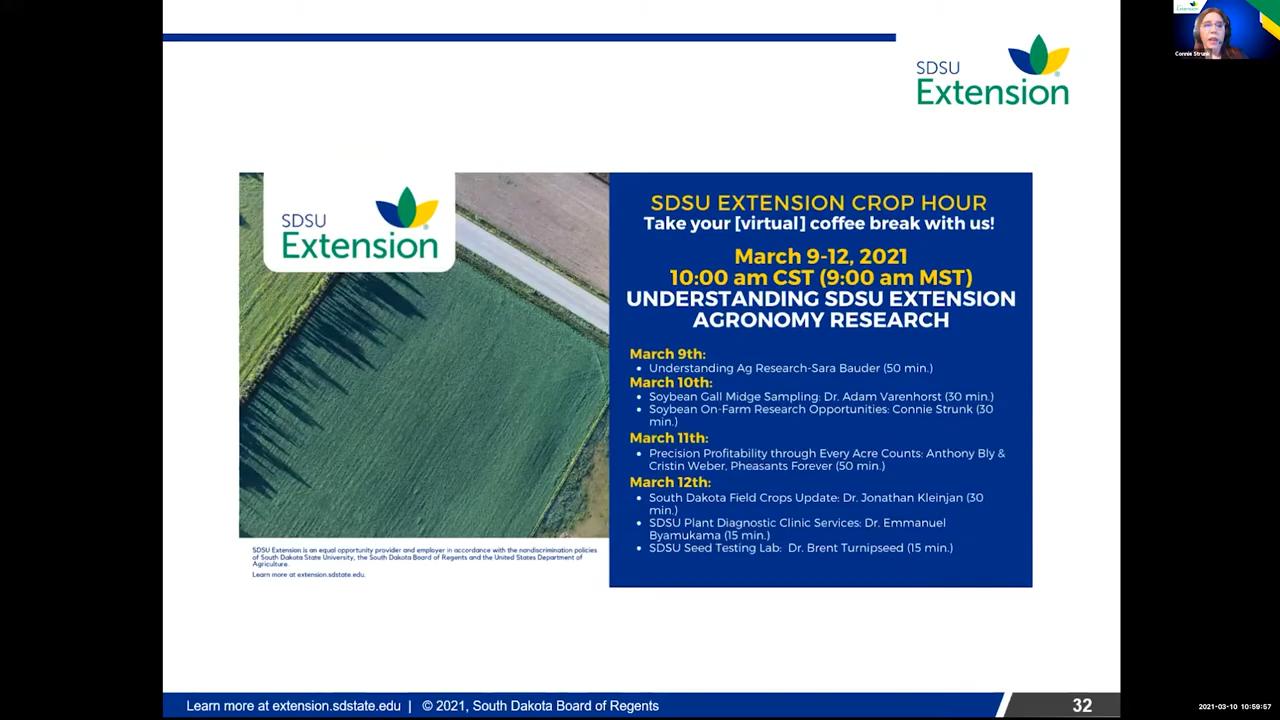 SDSU
Extension
Extension
Connie Strunk
SDSU
Extension
SDSU EXTENSION CROP HOUR
Take your [virtual] coffee break with us!
March 9-12, 2021
10:00 am CST (9:00 am MST)
UNDERSTANDING SDSU EXTENSION
AGRONOMY RESEARCH
March 9th:
• Understanding Ag Research-Sara Bauder (50 min.)
March 10th:
• Soybean Gall Midge Sampling: Dr. Adam Varenhorst (30 min.)
• Soybean On-Farm Research Opportunities: Connie Strunk (30
min.)
March 11th:
• Precision Profitability through Every Acre Counts: Anthony Bly &
Cristin Weber, Pheasants Forever (50 min.)
March 12th:
• South Dakota Field Crops Update: Dr. Jonathan Kleinjan (30
min.)
• SDSU Plant Diagnostic Clinic Services: Dr. Emmanuel
Byamukama (15 min.)
• SDSU Seed Testing Lab: Dr. Brent Turnipseed (15 min.)
SDSU Extension is an equal opportunity provider and employer in accordance with the nondiscrimination policies
of South Dakota State University, the South Dakota Board of Regents and the United States Department of
Agriculture.
Learn more at extension.sdstate.edu.
Learn more at extension.sdstate.edu | © 2021, South Dakota Board of Regents
32
2021-03-10 10:59:57